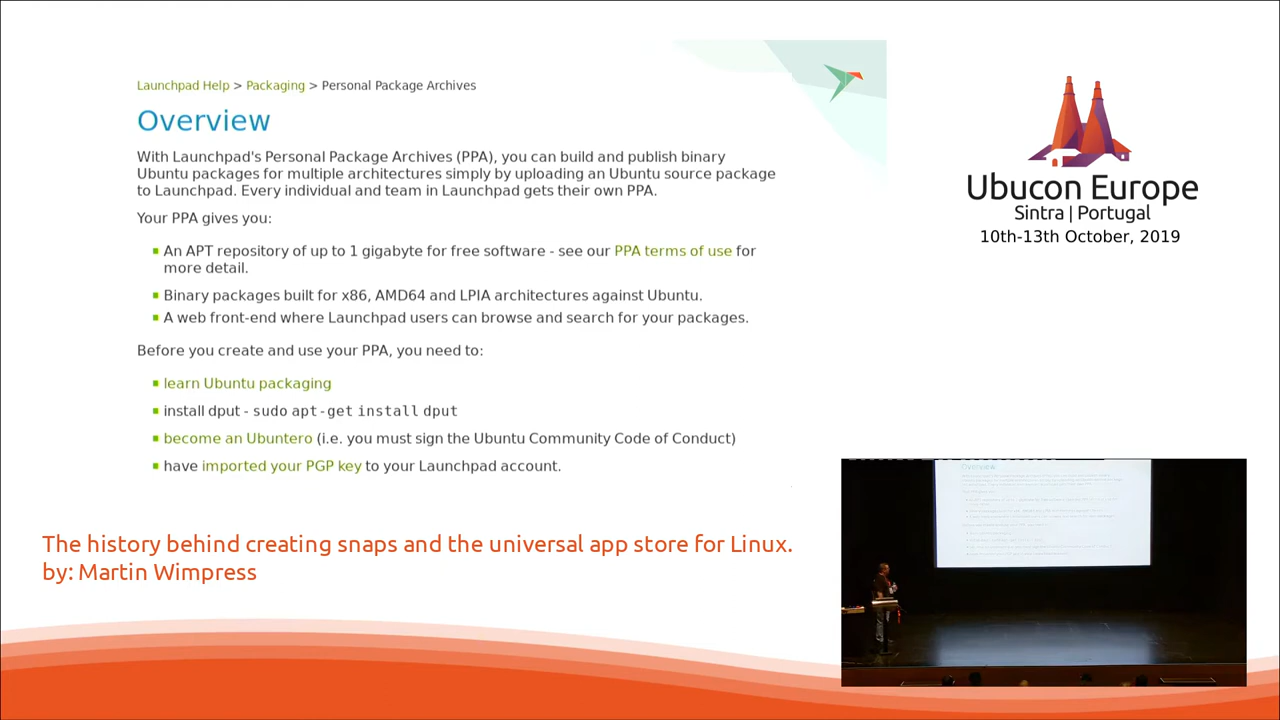 Launchpad Help > Packaging > Personal Package Archives
Overview
With Launchpad's Personal Package Archives (PPA), you can build and publish binary
Ubuntu packages for multiple architectures simply by uploading an Ubuntu source package
to Launchpad. Every individual and team in Launchpad gets their own PPA.
Your PPA gives you:
An APT repository of up to 1 gigabyte for free software - see our PPA terms of use for
more detail.
Binary packages built for x86, AMD64 and LPIA architectures against Ubuntu.
A web front-end where Launchpad users can browse and search for your packages.
Before you create and use your PPA, you need to:
learn Ubuntu packaging
install dput - sudo apt-get install dput
become an Ubuntero (i.e. you must sign the Ubuntu Community Code of Conduct)
have imported your PGP key to your Launchpad account.
Ubucon Europe
Sintra | Portugal
10th-13th October, 2019
The history behind creating snaps and the universal app store for Linux.
by: Martin Wimpress
Overview